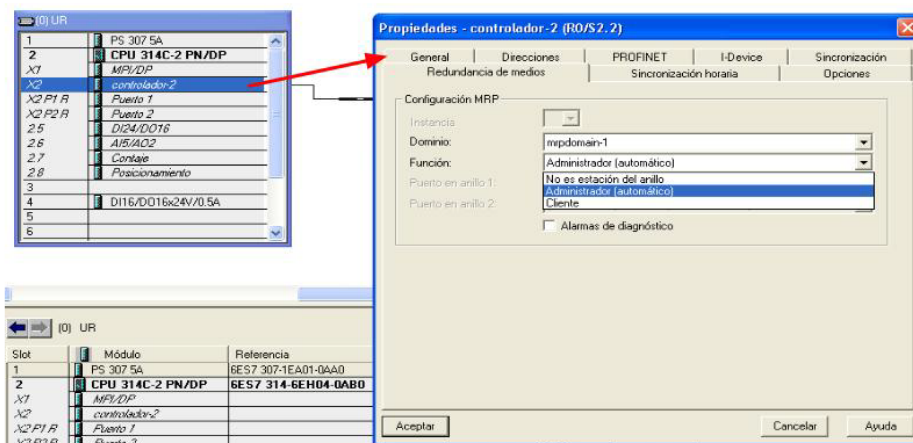 (0) UR
1 PS 307 5A
2 CPU 314C-2 PN/DP
X1 MPI/DP
X2 controlador-2
X2 P1 R Puerto 1
X2 P2 R Puerto 2
2.5 DI24/DO16
2.6 AI5/AO2
2.7 Contaje
2.8 Posicionamiento
3
4 DI16/DO16x24V/0.5A
5
6
Propiedades - controlador-2 (R0/S2.2)
General Direcciones PROFINET I-Device Sincronización
Redundancia de medios Sincronización horaria Opciones
Configuración MRP
Instancia
Dominio: mrpdomain-1
Función: Administrador (automático)
Puerto en anillo 1: No es estación del anillo
Administrador (automático)
Puerto en anillo 2: Cliente
Alarmas de diagnóstico
Aceptar Cancelar Ayuda
(0) UR
Slot Módulo Referencia
1 PS 307 5A 6ES7 307-1EA01-0AA0
2 CPU 314C-2 PN/DP 6ES7 314-6EH04-0AB0
X1 MPI/DP
X2 controlador-2
X2 P1 R Puerto 1
X2 P2 R Puerto 2